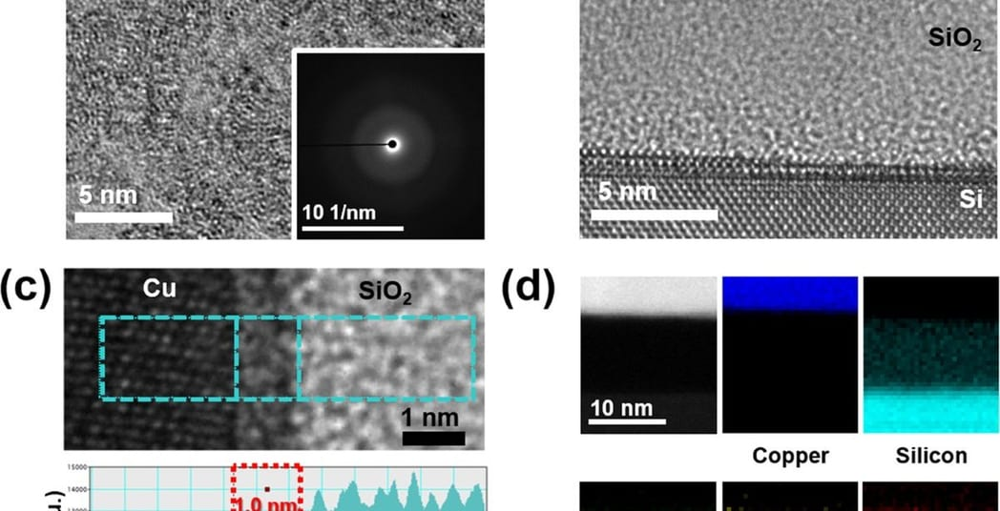 SiO₂
5 nm
10 1/nm
5 nm
Si
(c)
Cu
SiO₂
1 nm
(d)
10 nm
Copper
Silicon
15000
14000
1.0 nm